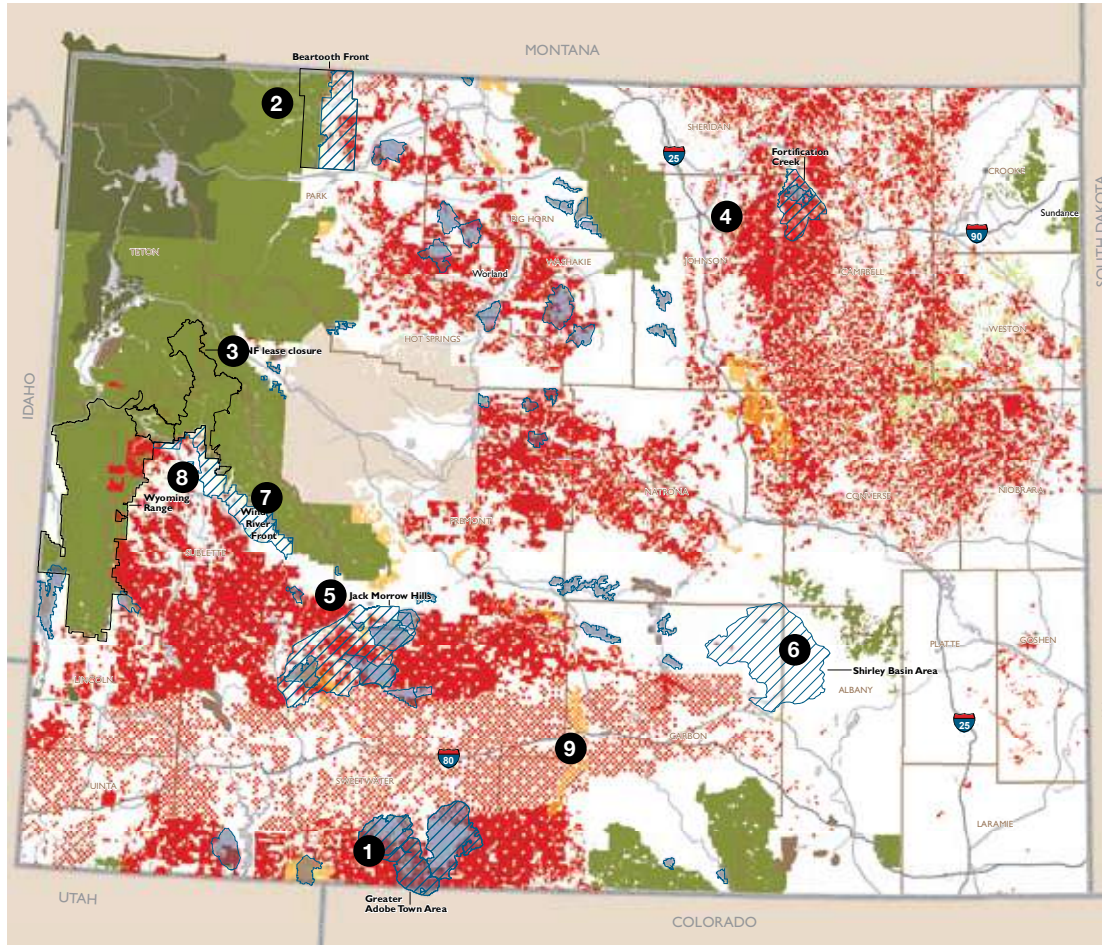 MONTANA
Beartooth Front
2
SHERIDAN
25
Fortification
Creek
CROOK
PARK
4
BIG HORN
Sundance
90
SOUTH DAKOTA
TETON
WASHAKIE
JOHNSON
CAMPBELL
Worland
WESTON
HOT SPRINGS
3
NF lease closure
IDAHO
8
Wyoming
Range
7
Wind
River
Front
NATRONA
CONVERSE
NIOBRARA
FREMONT
SUBLETTE
5
Jack Morrow Hills
6
Shirley Basin Area
PLATTE
GOSHEN
LINCOLN
ALBANY
25
9
CARBON
80
SWEETWATER
UINTA
LARAMIE
1
Greater
Adobe Town Area
UTAH
COLORADO